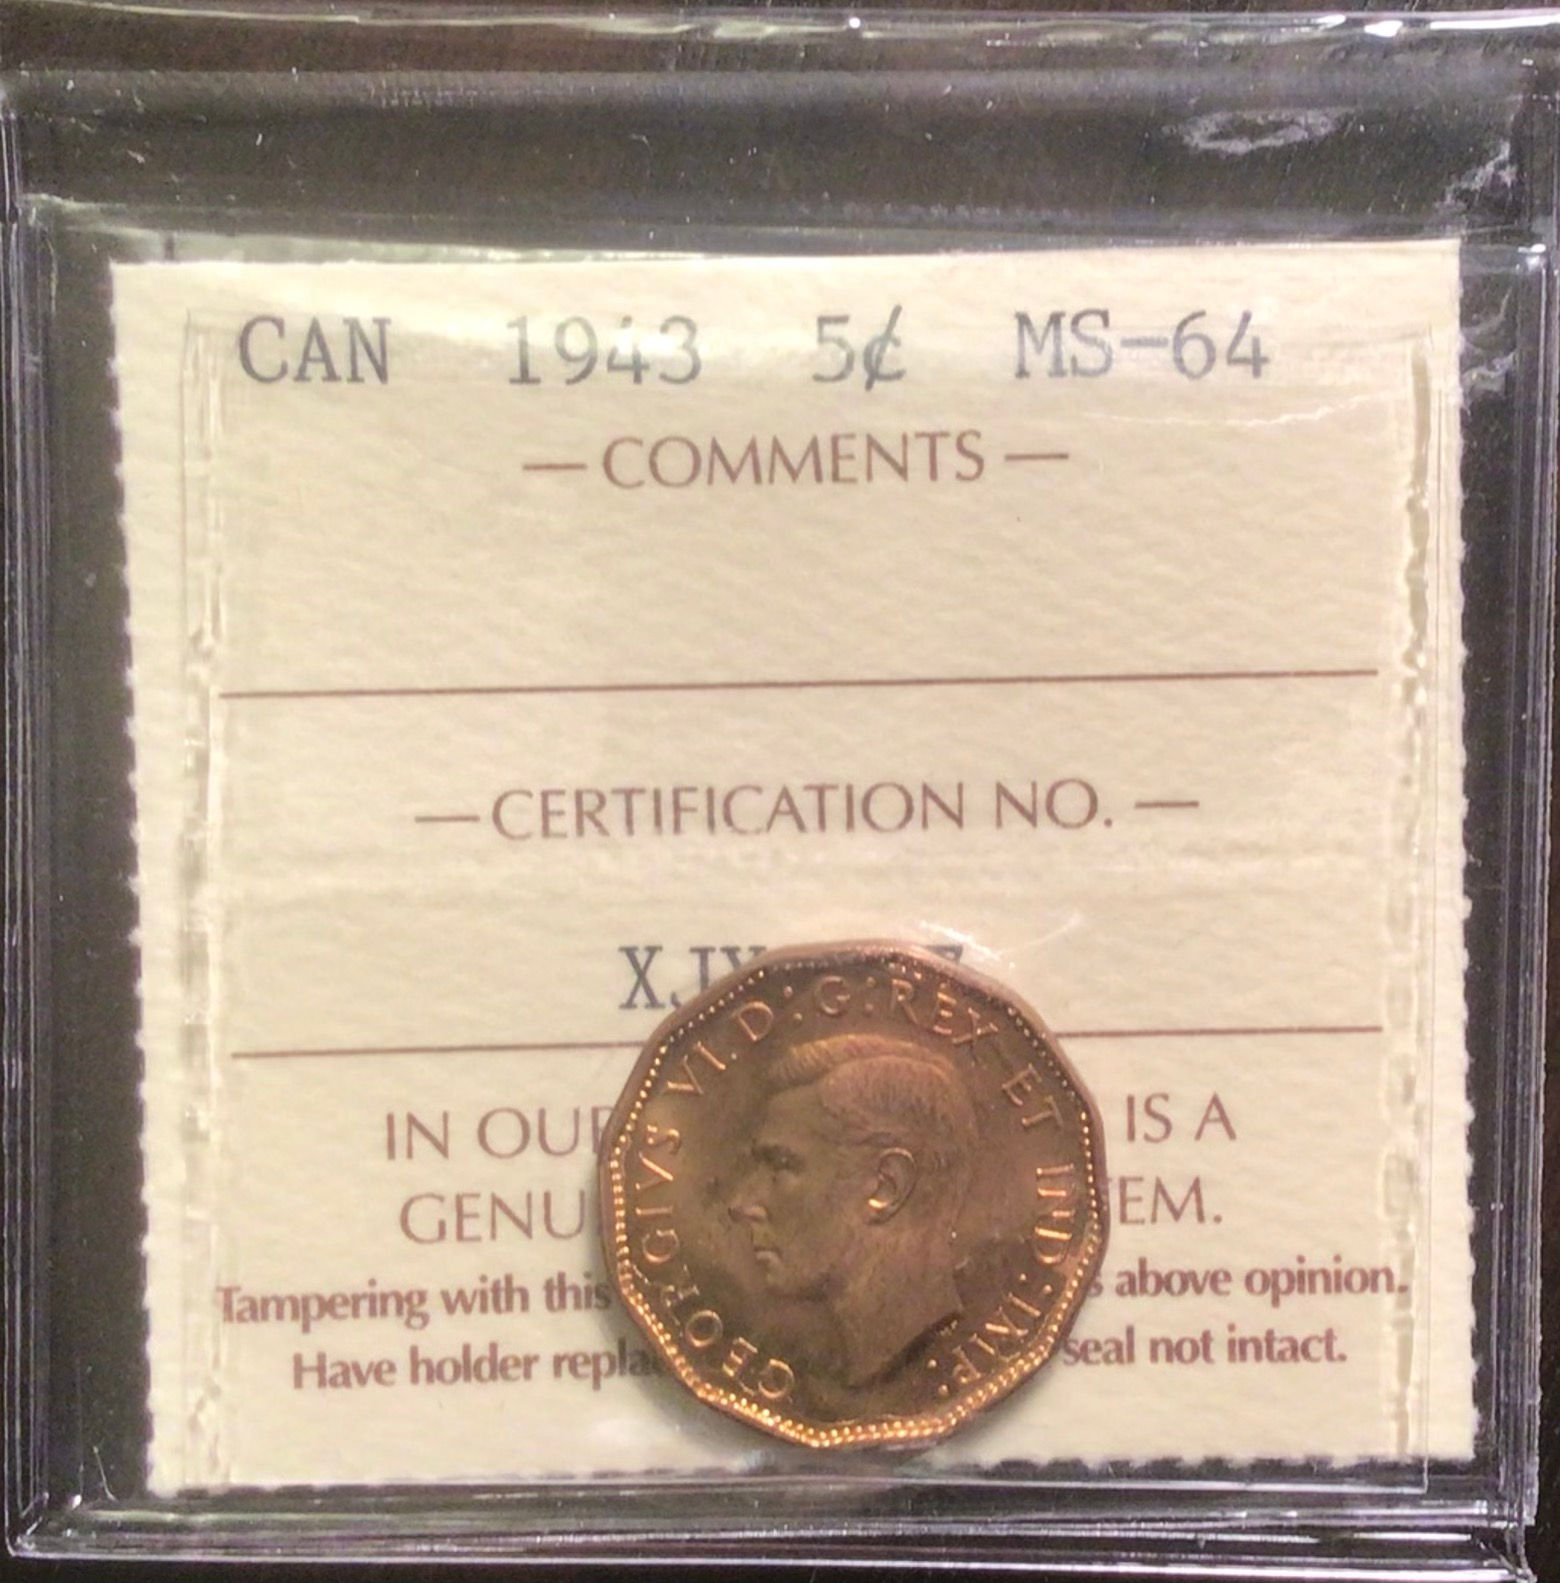 CAN 1943 5¢ MS-64
— COMMENTS —
— CERTIFICATION NO. —
IN OUR IS A
GENU EM.
Tampering with this s above opinion.
Have holder repla seal not intact.
GEORGIVS VI. D: G: REX ET IND: IMP: